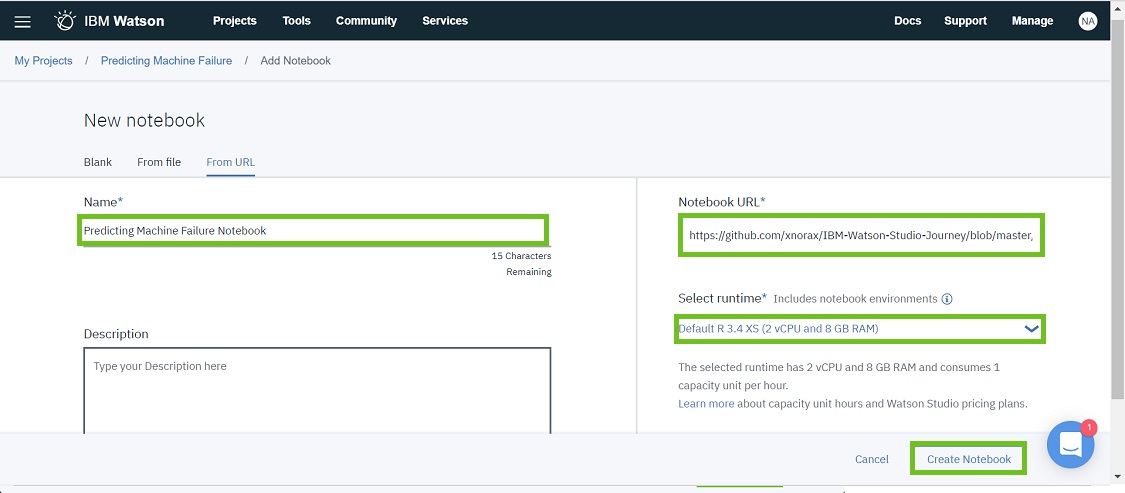 IBM Watson Projects Tools Community Services Docs Support Manage NA
My Projects / Predicting Machine Failure / Add Notebook
New notebook
Blank From file From URL
Name*
Predicting Machine Failure Notebook
15 Characters
Remaining
Description
Type your Description here
Notebook URL*
https://github.com/xnorax/IBM-Watson-Studio-Journey/blob/master,
Select runtime* Includes notebook environments
Default R 3.4 XS (2 vCPU and 8 GB RAM)
The selected runtime has 2 vCPU and 8 GB RAM and consumes 1
capacity unit per hour.
Learn more about capacity unit hours and Watson Studio pricing plans.
1
Cancel Create Notebook